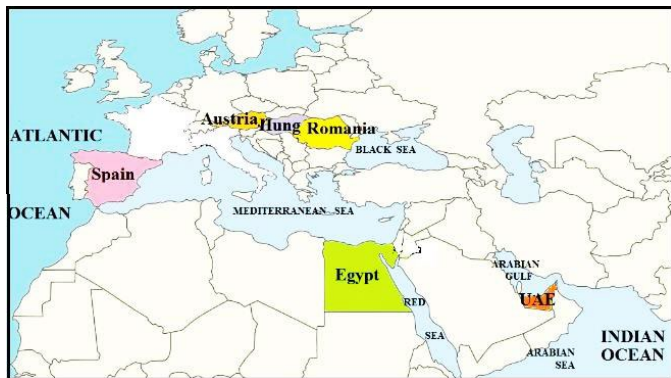 Austria
Hung
Romania
ATLANTIC
BLACK SEA
Spain
OCEAN
MEDITERRANEAN SEA
Egypt
ARABIAN
GULF
RED
UAE
SEA
INDIAN
OCEAN
ARABIAN
SEA